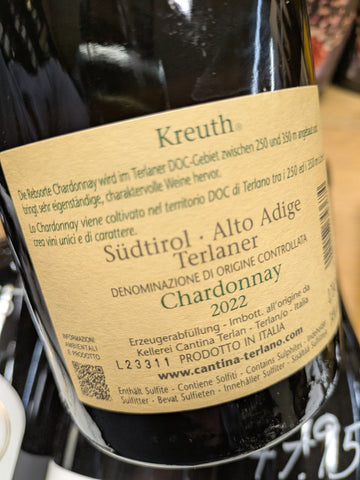 Kreuth®
Die Rebsorte Chardonnay wird im Terlaner DOC-Gebiet zwischen 250 und 350 m angebaut und
bringt sehr eigenständige, charaktervolle Weine hervor.
Lo Chardonnay viene coltivato nel territorio DOC di Terlano tra i 250 ed i 350 m
crea vini unici e di carattere.
Südtirol · Alto Adige
Terlaner
DENOMINAZIONE DI ORIGINE CONTROLLATA
Chardonnay
2022
Erzeugerabfüllung - Imbott. all'origine da
Kellerei Cantina Terlan - Terlan/o - Italia
L23311 PRODOTTO IN ITALIA
www.cantina-terlano.com
INFORMAZIONI
AMBIENTALI
E PRODOTTO
Enthält Sulfite - Contiene Solfiti - Contains Sulphites
Sulfitter - Bevat Sulfieten - Innehåller Sulfiter